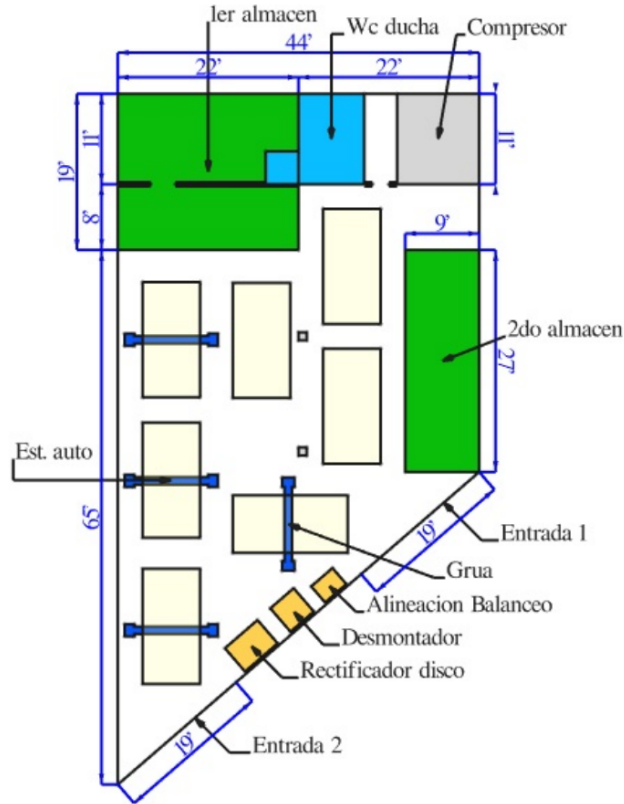 1er almacen
Wc ducha
Compresor
44'
22'
22'
11'
19'
11'
8'
9'
2do almacen
27'
Est. auto
65'
Entrada 1
19'
Grua
Alineacion Balanceo
Desmontador
Rectificador disco
Entrada 2
19'